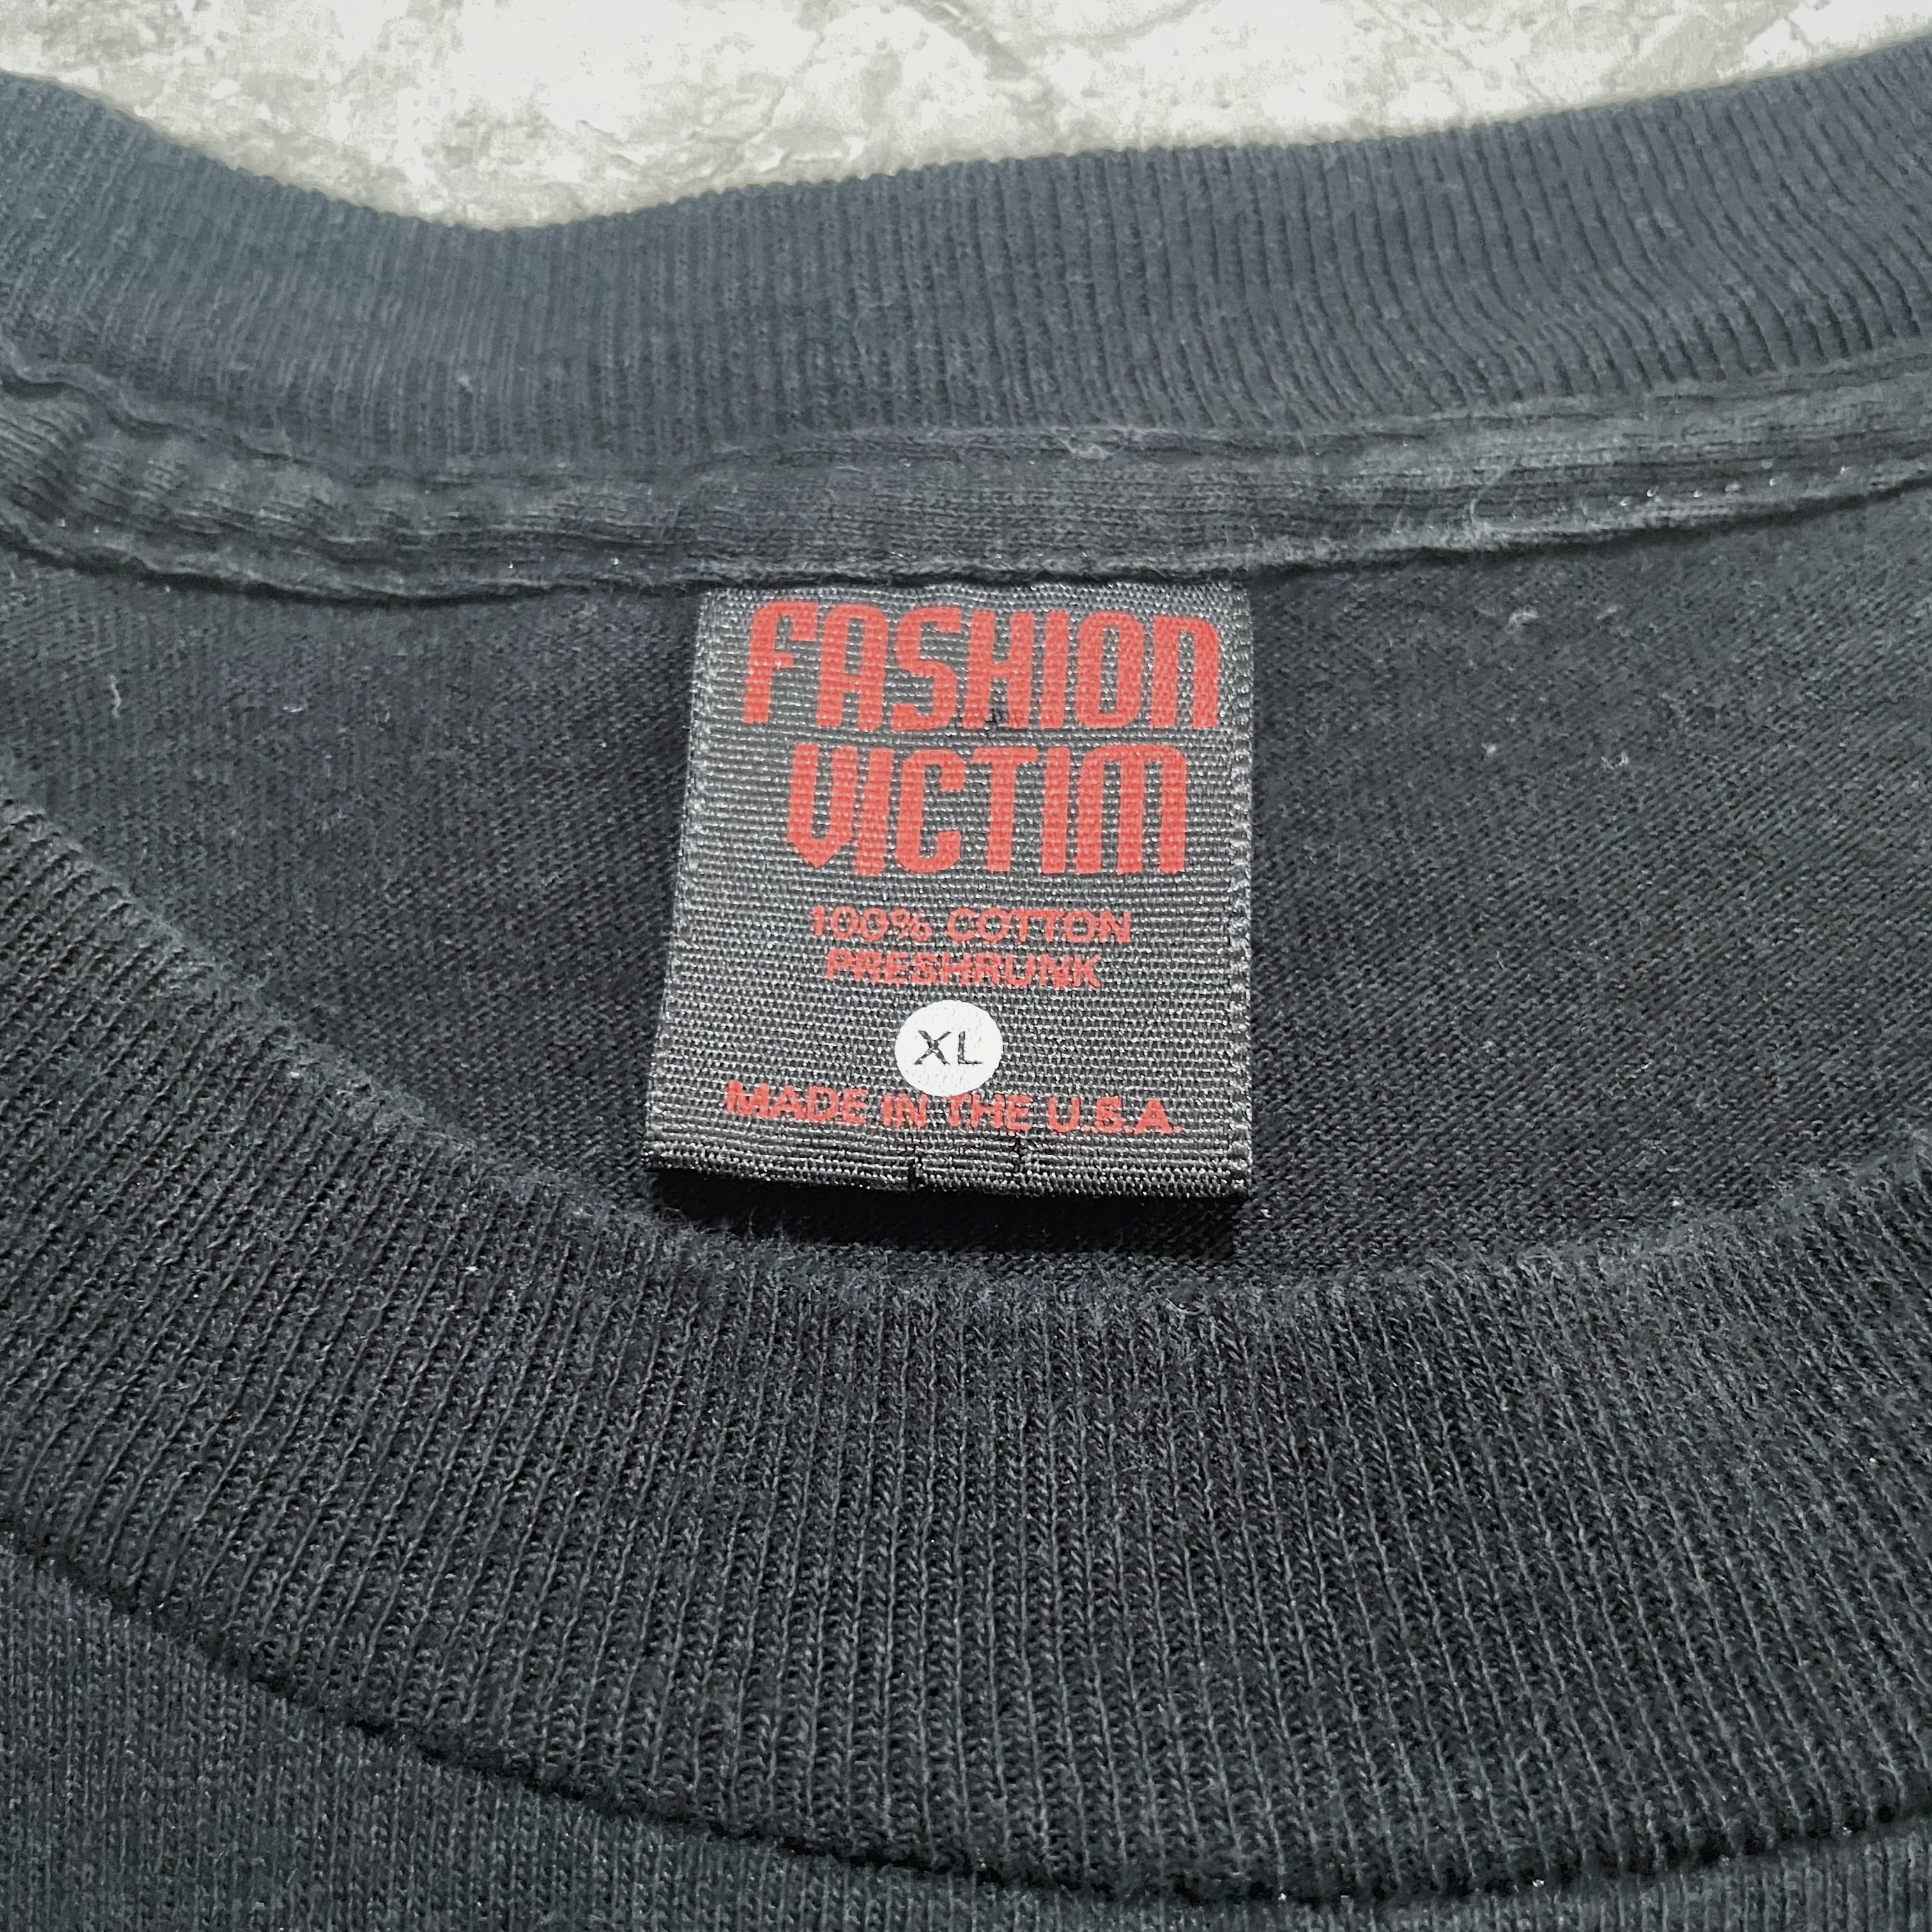 FASHION
VICTIM
100% COTTON
PRESHRUNK
XL
MADE IN THE U.S.A.